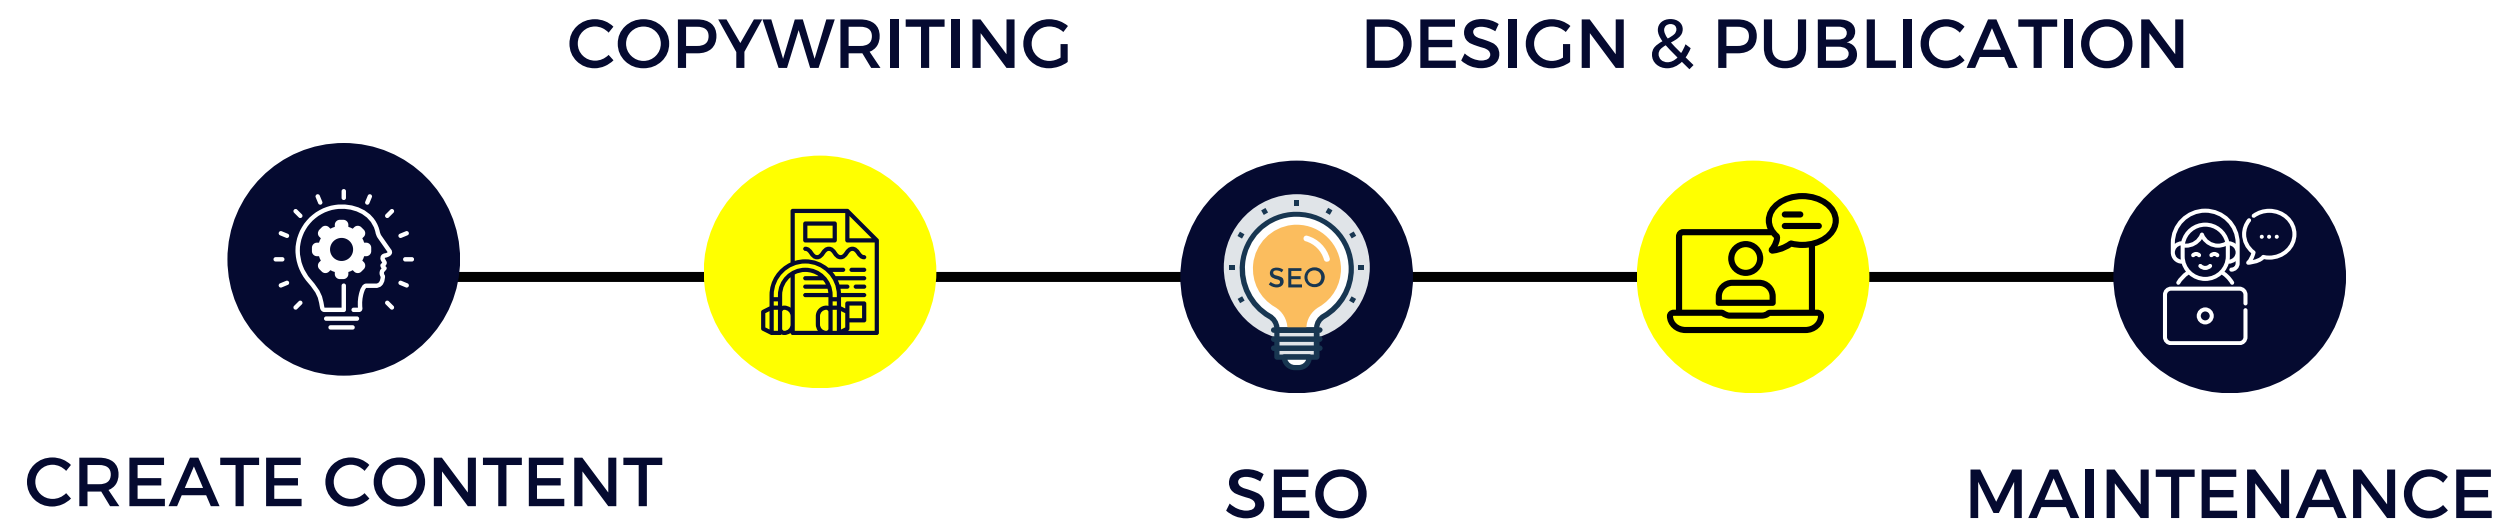 COPYWRITING
DESIGN & PUBLICATION
SEO
CREATE CONTENT
SEO
MAINTENANCE